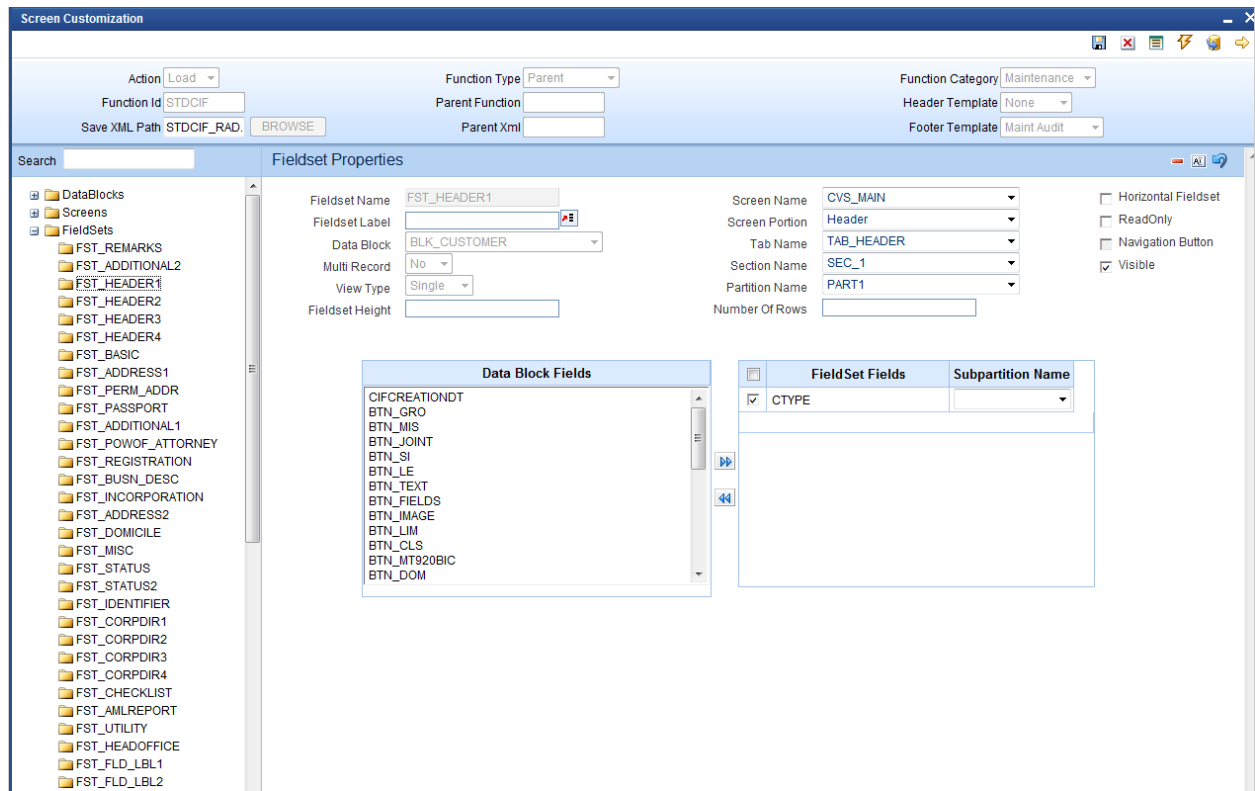 Screen Customization
Action Load
Function Type Parent
Function Category Maintenance
Function Id STDCIF
Parent Function
Header Template None
Save XML Path STDCIF_RAD. BROWSE
Parent Xml
Footer Template Maint Audit
Search
DataBlocks
Screens
FieldSets
FST_REMARKS
FST_ADDITIONAL2
FST_HEADER1
FST_HEADER2
FST_HEADER3
FST_HEADER4
FST_BASIC
FST_ADDRESS1
FST_PERM_ADDR
FST_PASSPORT
FST_ADDITIONAL1
FST_POWOF_ATTORNEY
FST_REGISTRATION
FST_BUSN_DESC
FST_INCORPORATION
FST_ADDRESS2
FST_DOMICILE
FST_MISC
FST_STATUS
FST_STATUS2
FST_IDENTIFIER
FST_CORPDIR1
FST_CORPDIR2
FST_CORPDIR3
FST_CORPDIR4
FST_CHECKLIST
FST_AMLREPORT
FST_UTILITY
FST_HEADOFFICE
FST_FLD_LBL1
FST_FLD_LBL2
Fieldset Properties
Fieldset Name FST_HEADER1
Fieldset Label
Data Block BLK_CUSTOMER
Multi Record No
View Type Single
Fieldset Height
Screen Name CVS_MAIN
Screen Portion Header
Tab Name TAB_HEADER
Section Name SEC_1
Partition Name PART1
Number Of Rows
Horizontal Fieldset
ReadOnly
Navigation Button
Visible
Data Block Fields
CIFCREATIONDT
BTN_GRO
BTN_MIS
BTN_JOINT
BTN_SI
BTN_LE
BTN_TEXT
BTN_FIELDS
BTN_IMAGE
BTN_LIM
BTN_CLS
BTN_MT920BIC
BTN_DOM
FieldSet Fields Subpartition Name
CTYPE